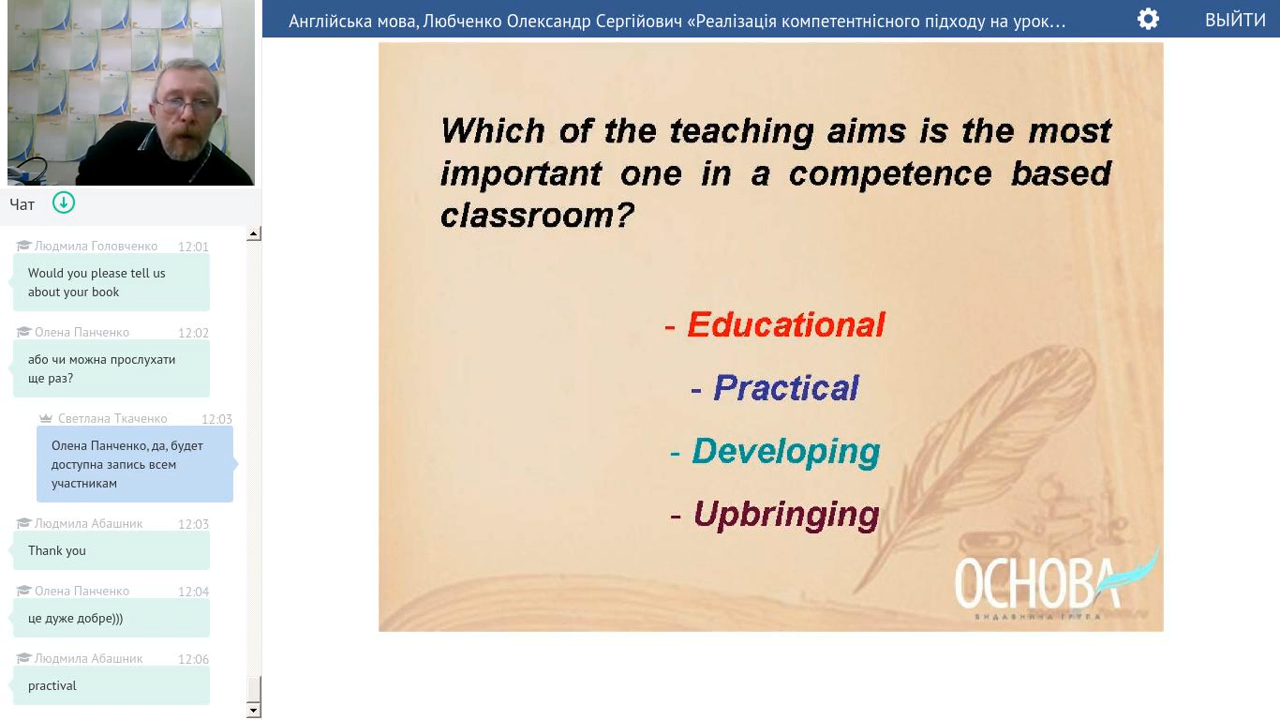 Англійська мова, Любченко Олександр Сергійович «Реалізація компетентнісного підходу на урок...
ВЫЙТИ
Чат
Людмила Головченко 12:01
Would you please tell us
about your book
Олена Панченко 12:02
або чи можна прослухати
ще раз?
Светлана Ткаченко 12:03
Олена Панченко, да, будет
доступна запись всем
участникам
Людмила Абашник 12:03
Thank you
Олена Панченко 12:04
це дуже добре)))
Людмила Абашник 12:06
practival
Which of the teaching aims is the most
important one in a competence based
classroom?
- Educational
- Practical
- Developing
- Upbringing
ОСНОВА
ВИДАВНИЧА ГРУПА